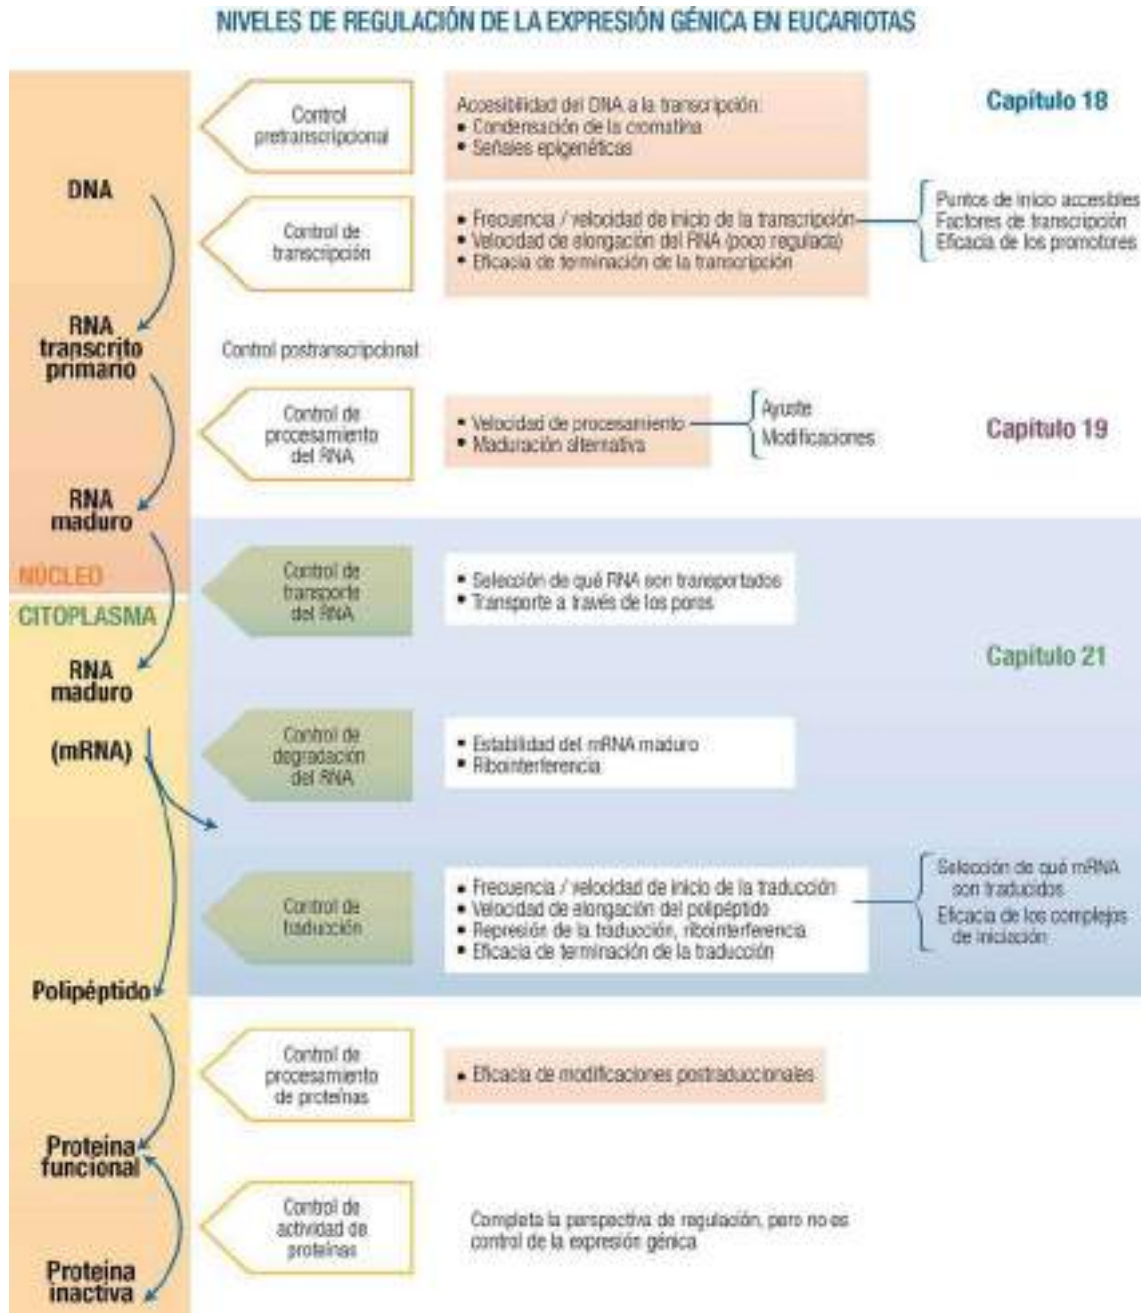 NIVELES DE REGULACIÓN DE LA EXPRESIÓN GÉNICA EN EUCARIOTAS
Control
pretranscripcional
Accesibilidad del DNA a la transcripción:
• Condensación de la cromatina
• Señales epigenéticas
Capítulo 18
DNA
Control de
transcripción
• Frecuencia / velocidad de inicio de la transcripción
• Velocidad de elongación del RNA (poco regulada)
• Eficacia de terminación de la transcripción
Puntos de inicio accesibles
Factores de transcripción
Eficacia de los promotores
RNA
transcrito
primario
Control postranscripcional
Control de
procesamiento
del RNA
• Velocidad de procesamiento
• Maduración alternativa
Ayuste
Modificaciones
Capítulo 19
RNA
maduro
NÚCLEO
CITOPLASMA
Control de
transporte
del RNA
• Selección de qué RNA son transportados
• Transporte a través de los poros
Capítulo 21
RNA
maduro
(mRNA)
Control de
degradación
del RNA
• Estabilidad del mRNA maduro
• Ribointerferencia
Control de
traducción
• Frecuencia / velocidad de inicio de la traducción
• Velocidad de elongación del polipéptido
• Represión de la traducción, ribointerferencia
• Eficacia de terminación de la traducción
Selección de qué mRNA
son traducidos
Eficacia de los complejos
de iniciación
Polipéptido
Control de
procesamiento
de proteínas
• Eficacia de modificaciones postraduccionales
Proteína
funcional
Control de
actividad de
proteínas
Completa la perspectiva de regulación, pero no es
control de la expresión génica
Proteína
inactiva